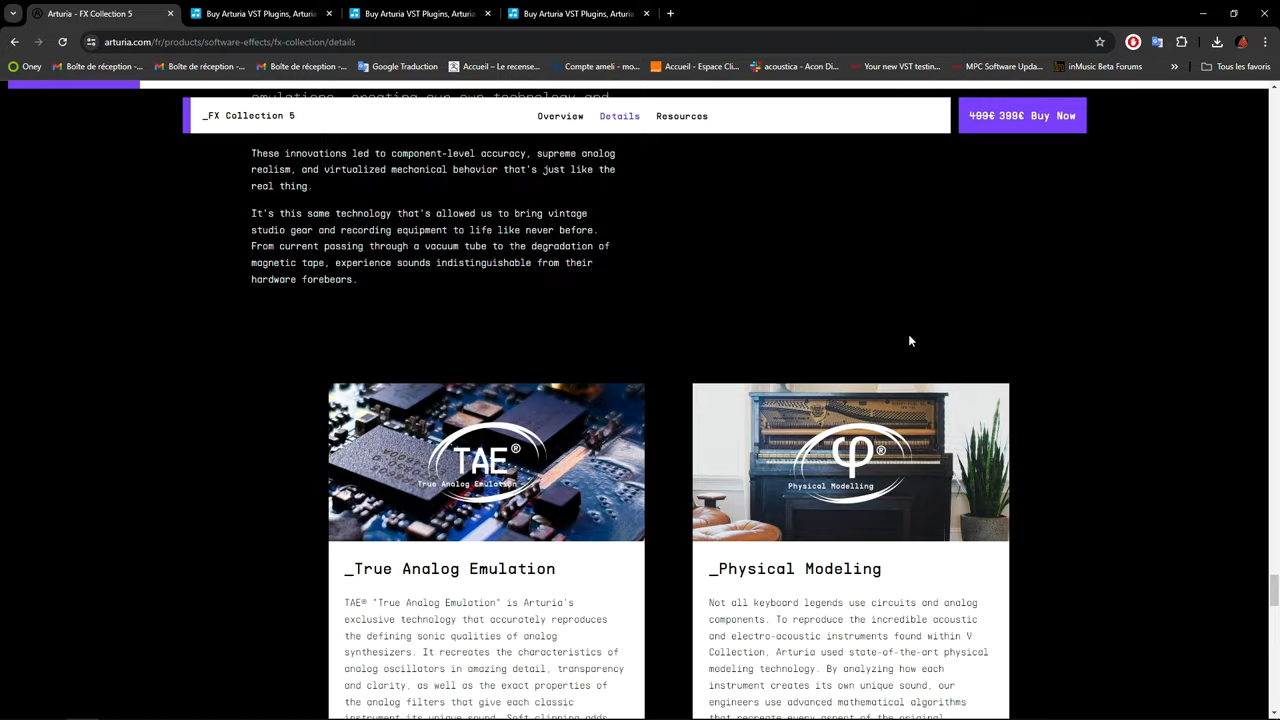 Arturia - FX Collection 5
Buy Arturia VST Plugins, Arturia
Buy Arturia VST Plugins, Arturia
Buy Arturia VST Plugins, Arturia
arturia.com/fr/products/software-effects/fx-collection/details
Oney
Boîte de réception -...
Boîte de réception -...
Boîte de réception -...
Google Traduction
Accueil – Le recense...
Compte ameli - mo...
Accueil - Espace Cli...
acoustica - Acon Di...
Your new VST testin...
MPC Software Upda...
inMusic Beta Forums
Tous les favoris
emulations, creating our own technology and
_FX Collection 5
Overview
Details
Resources
499€ 399€ Buy Now
These innovations led to component-level accuracy, supreme analog
realism, and virtualized mechanical behavior that's just like the
real thing.
It's this same technology that's allowed us to bring vintage
studio gear and recording equipment to life like never before.
From current passing through a vacuum tube to the degradation of
magnetic tape, experience sounds indistinguishable from their
hardware forebears.
TAE®
True Analog Emulation
φ®
Physical Modelling
_True Analog Emulation
TAE® "True Analog Emulation" is Arturia's
exclusive technology that accurately reproduces
the defining sonic qualities of analog
synthesizers. It recreates the characteristics of
analog oscillators in amazing detail, transparency
and clarity, as well as the exact properties of
the analog filters that give each classic
instrument its unique sound. Soft clipping adds
_Physical Modeling
Not all keyboard legends use circuits and analog
components. To reproduce the incredible acoustic
and electro-acoustic instruments found within V
Collection, Arturia used state-of-the-art physical
modeling technology. By analyzing how each
instrument creates its own unique sound, our
engineers use advanced mathematical algorithms
that recreate every aspect of the original